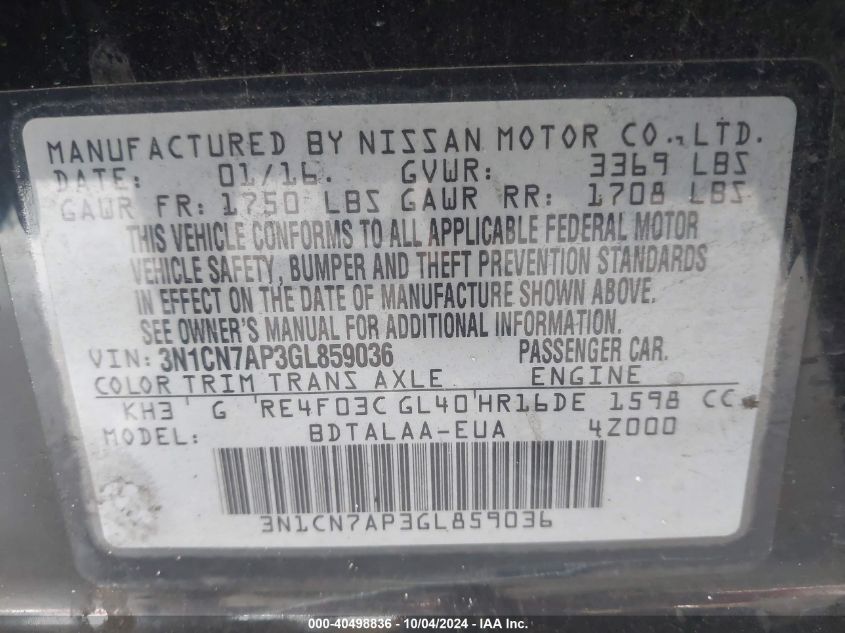 MANUFACTURED BY NISSAN MOTOR CO., LTD.
DATE: 01/16. GVWR: 3369 LBS
GAWR FR: 1750 LBS GAWR RR: 1708 LBS
THIS VEHICLE CONFORMS TO ALL APPLICABLE FEDERAL MOTOR
VEHICLE SAFETY, BUMPER AND THEFT PREVENTION STANDARDS
IN EFFECT ON THE DATE OF MANUFACTURE SHOWN ABOVE.
SEE OWNER'S MANUAL FOR ADDITIONAL INFORMATION
VIN: 3N1CN7AP3GL859036 PASSENGER CAR.
COLOR TRIM TRANS AXLE ENGINE
KH3 G RE4F03C GL40 HR16DE 1598 CC
MODEL: BDTALAA-EUA 4Z000
3N1CN7AP3GL859036
000-40498836 - 10/04/2024 - IAA Inc.